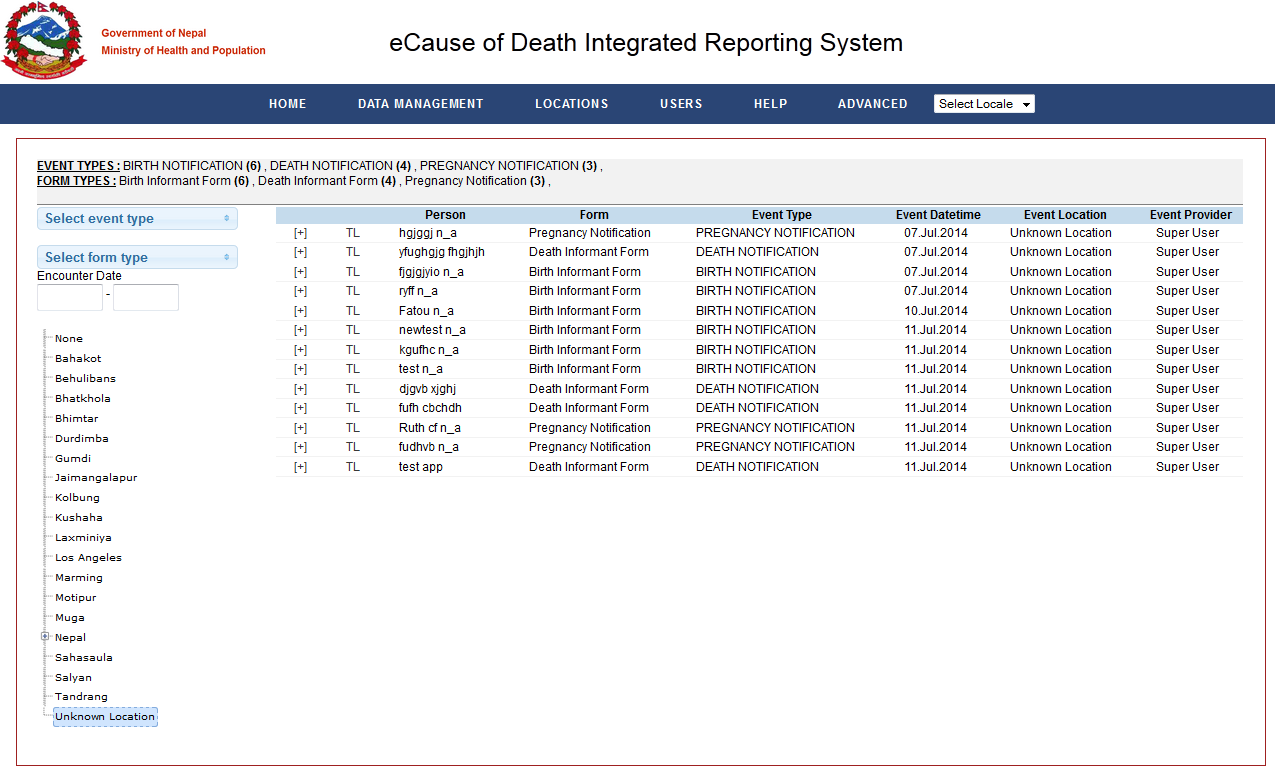 Government of Nepal
Ministry of Health and Population
eCause of Death Integrated Reporting System
HOME DATA MANAGEMENT LOCATIONS USERS HELP ADVANCED Select Locale
EVENT TYPES : BIRTH NOTIFICATION (6) , DEATH NOTIFICATION (4) , PREGNANCY NOTIFICATION (3) ,
FORM TYPES : Birth Informant Form (6) , Death Informant Form (4) , Pregnancy Notification (3) ,
Select event type
Select form type
Encounter Date
-
None
Bahakot
Behulibans
Bhatkhola
Bhimtar
Durdimba
Gumdi
Jaimangalapur
Kolbung
Kushaha
Laxminiya
Los Angeles
Marming
Motipur
Muga
Nepal
Sahasaula
Salyan
Tandrang
Unknown Location
Person Form Event Type Event Datetime Event Location Event Provider
[+] TL hgjggj n_a Pregnancy Notification PREGNANCY NOTIFICATION 07.Jul.2014 Unknown Location Super User
[+] TL yfughgjg fhgjhjh Death Informant Form DEATH NOTIFICATION 07.Jul.2014 Unknown Location Super User
[+] TL fjgjgjyio n_a Birth Informant Form BIRTH NOTIFICATION 07.Jul.2014 Unknown Location Super User
[+] TL ryff n_a Birth Informant Form BIRTH NOTIFICATION 07.Jul.2014 Unknown Location Super User
[+] TL Fatou n_a Birth Informant Form BIRTH NOTIFICATION 10.Jul.2014 Unknown Location Super User
[+] TL newtest n_a Birth Informant Form BIRTH NOTIFICATION 11.Jul.2014 Unknown Location Super User
[+] TL kgufhc n_a Birth Informant Form BIRTH NOTIFICATION 11.Jul.2014 Unknown Location Super User
[+] TL test n_a Birth Informant Form BIRTH NOTIFICATION 11.Jul.2014 Unknown Location Super User
[+] TL djgvb xjghj Death Informant Form DEATH NOTIFICATION 11.Jul.2014 Unknown Location Super User
[+] TL fufh cbchdh Death Informant Form DEATH NOTIFICATION 11.Jul.2014 Unknown Location Super User
[+] TL Ruth cf n_a Pregnancy Notification PREGNANCY NOTIFICATION 11.Jul.2014 Unknown Location Super User
[+] TL fudhvb n_a Pregnancy Notification PREGNANCY NOTIFICATION 11.Jul.2014 Unknown Location Super User
[+] TL test app Death Informant Form DEATH NOTIFICATION 11.Jul.2014 Unknown Location Super User